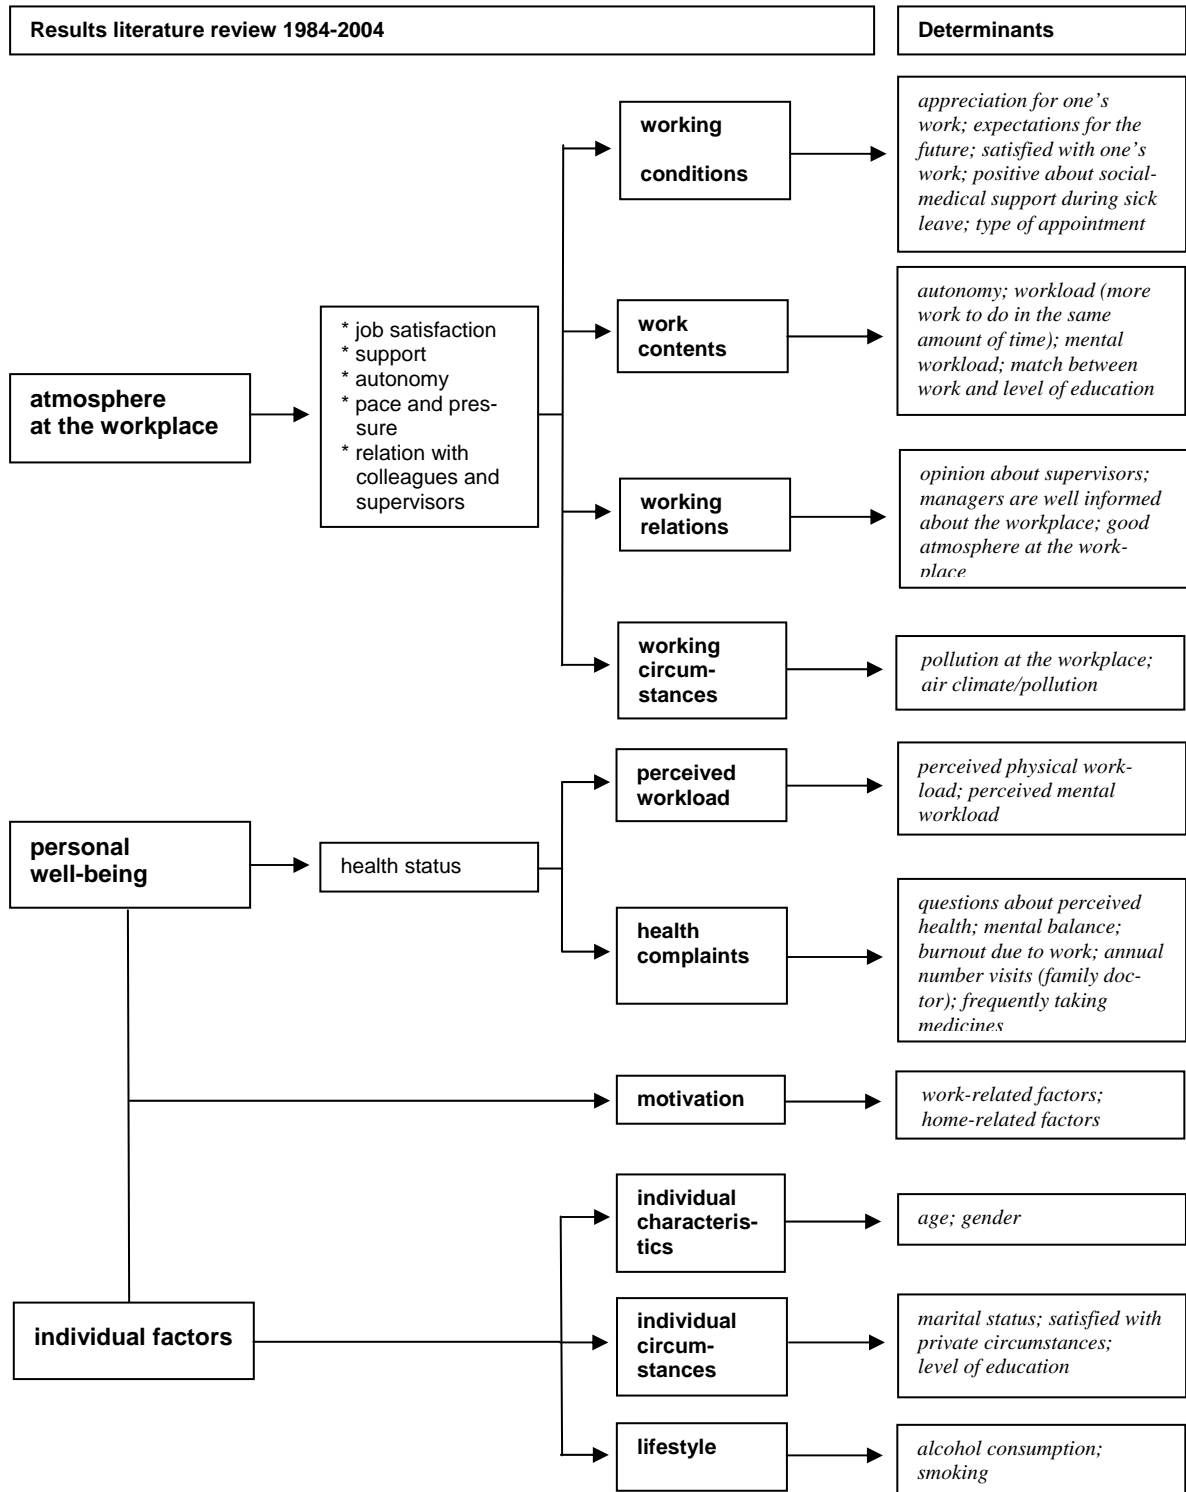 Results literature review 1984-2004
Determinants
working
conditions
appreciation for one's
work; expectations for the
future; satisfied with one's
work; positive about social-
medical support during sick
leave; type of appointment
atmosphere
at the workplace
* job satisfaction
* support
* autonomy
* pace and pres-
sure
* relation with
colleagues and
supervisors
work
contents
autonomy; workload (more
work to do in the same
amount of time); mental
workload; match between
work and level of education
working
relations
opinion about supervisors;
managers are well informed
about the workplace; good
atmosphere at the work-
place
working
circum-
stances
pollution at the workplace;
air climate/pollution
personal
well-being
health status
perceived
workload
perceived physical work-
load; perceived mental
workload
health
complaints
questions about perceived
health; mental balance;
burnout due to work; annual
number visits (family doc-
tor); frequently taking
medicines
motivation
work-related factors;
home-related factors
individual factors
individual
characteris-
tics
age; gender
individual
circum-
stances
marital status; satisfied with
private circumstances;
level of education
lifestyle
alcohol consumption;
smoking